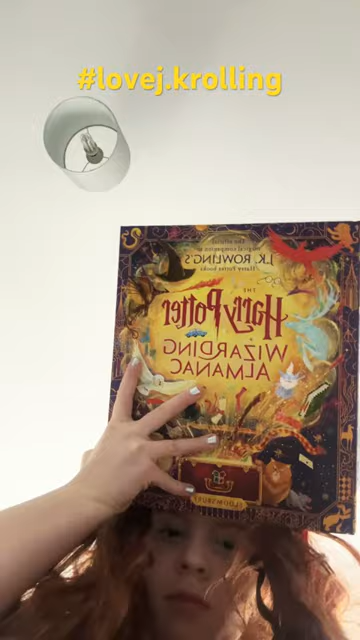 #lovej.krolling
The official
magical companion to
J.K. ROWLING'S
Harry Potter books
THE
Harry Potter
WIZARDING
ALMANAC
BLOOMSBURY